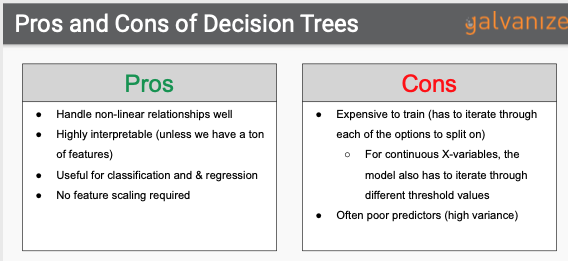 Pros and Cons of Decision Trees
galvanize
Pros
● Handle non-linear relationships well
● Highly interpretable (unless we have a ton
of features)
● Useful for classification and & regression
● No feature scaling required
Cons
● Expensive to train (has to iterate through
each of the options to split on)
○ For continuous X-variables, the
model also has to iterate through
different threshold values
● Often poor predictors (high variance)